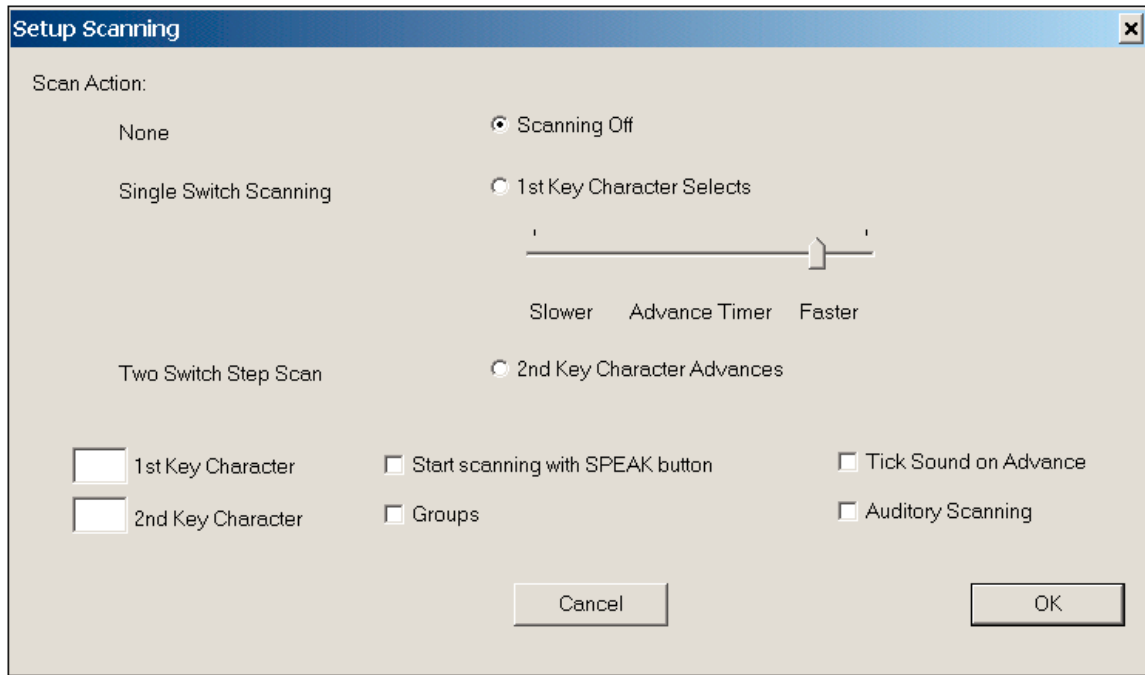 Setup Scanning
Scan Action:
None
Scanning Off
Single Switch Scanning
1st Key Character Selects
Slower Advance Timer Faster
Two Switch Step Scan
2nd Key Character Advances
1st Key Character
Start scanning with SPEAK button
Tick Sound on Advance
2nd Key Character
Groups
Auditory Scanning
Cancel
OK